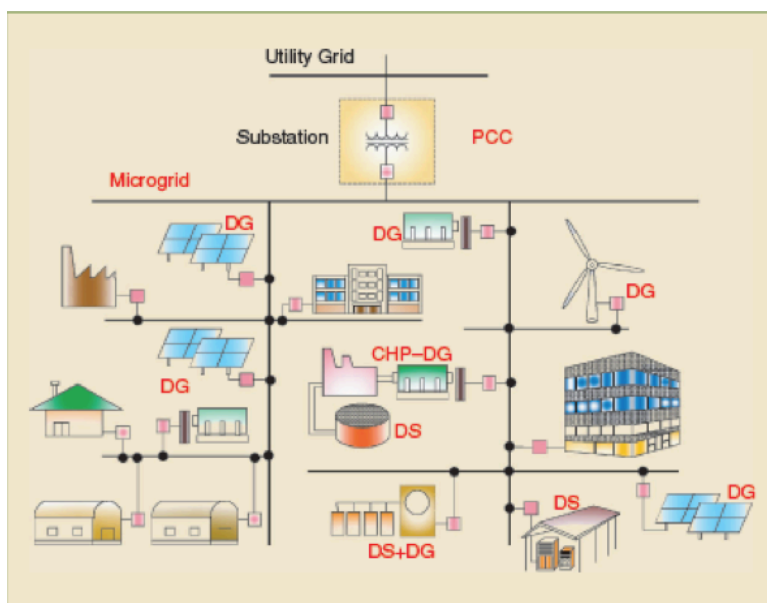 Utility Grid
Substation
PCC
Microgrid
DG
DG
DG
DG
CHP–DG
DS
DS+DG
DS
DG